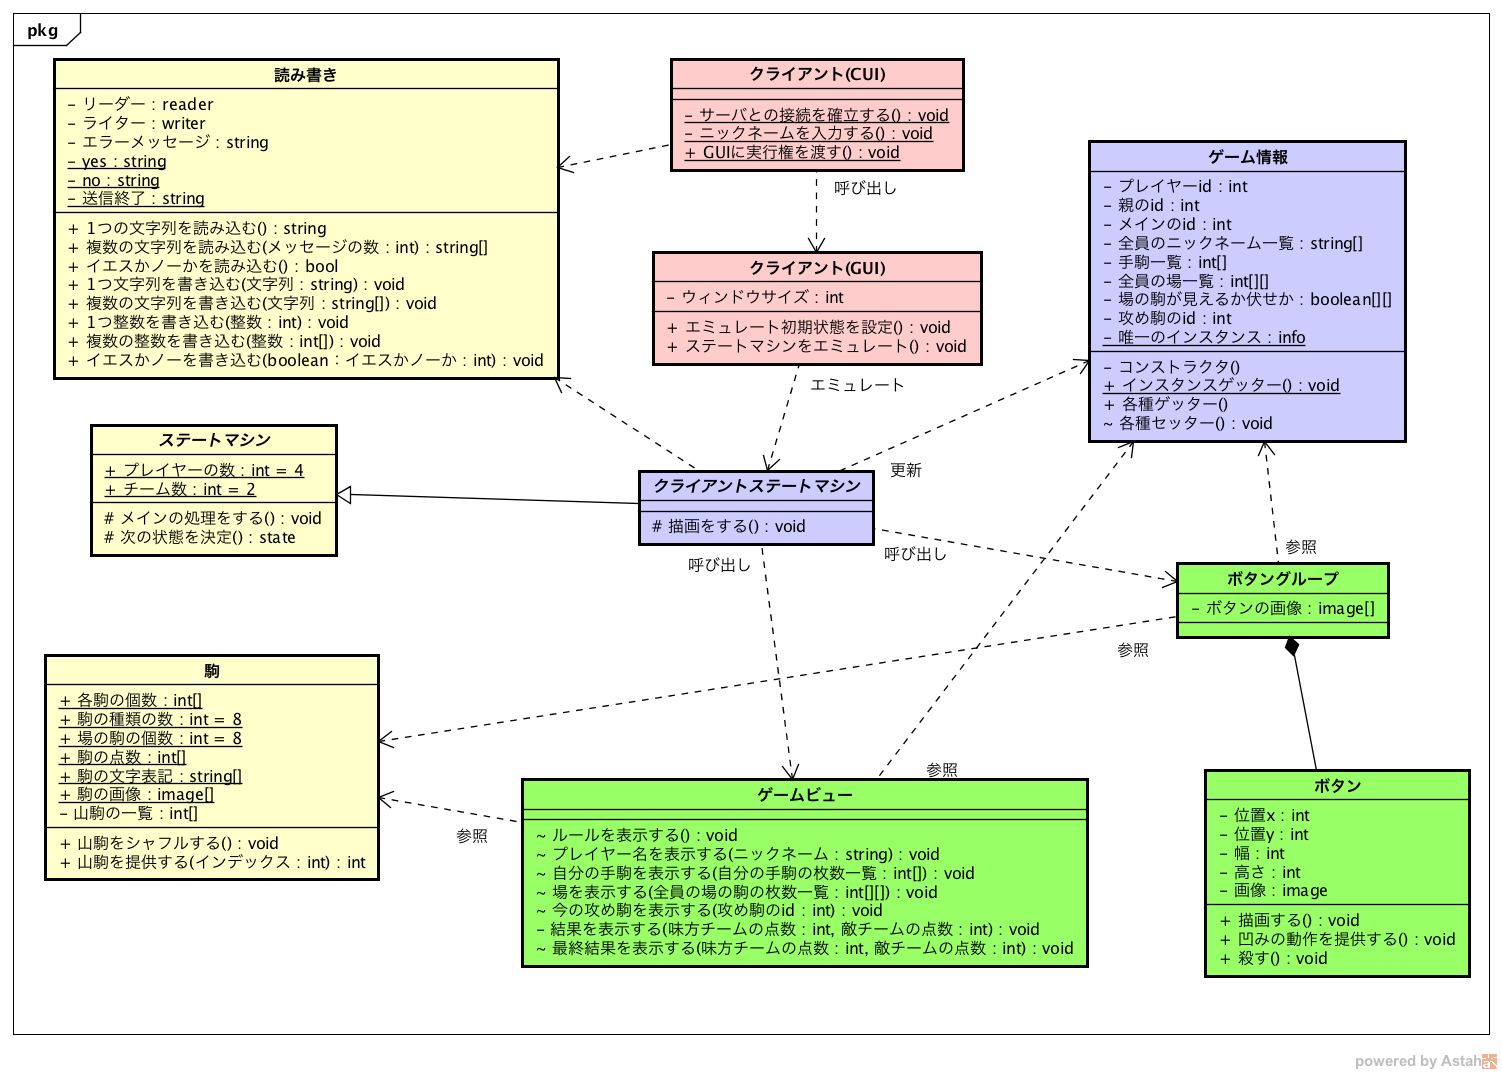 pkg
読み書き
– リーダー : reader
– ライター : writer
– エラーメッセージ : string
– yes : string
– no : string
– 送信終了 : string
+ 1つの文字列を読み込む() : string
+ 複数の文字列を読み込む(メッセージの数 : int) : string[]
+ イエスかノーかを読み込む() : bool
+ 1つ文字列を書き込む(文字列 : string) : void
+ 複数の文字列を書き込む(文字列 : string[]) : void
+ 1つ整数を書き込む(整数 : int) : void
+ 複数の整数を書き込む(整数 : int[]) : void
+ イエスかノーを書き込む(boolean：イエスかノーか : int) : void
クライアント(CUI)
– サーバとの接続を確立する() : void
– ニックネームを入力する() : void
+ GUIに実行権を渡す() : void
呼び出し
クライアント(GUI)
– ウィンドウサイズ : int
+ エミュレート初期状態を設定() : void
+ ステートマシンをエミュレート() : void
エミュレート
ゲーム情報
– プレイヤーid : int
– 親のid : int
– メインのid : int
– 全員のニックネーム一覧 : string[]
– 手駒一覧 : int[]
– 全員の場一覧 : int[][]
– 場の駒が見えるか伏せか : boolean[][]
– 攻め駒のid : int
– 唯一のインスタンス : info
– コンストラクタ()
+ インスタンスゲッター() : void
+ 各種ゲッター()
~ 各種セッター() : void
ステートマシン
+ プレイヤーの数 : int = 4
+ チーム数 : int = 2
# メインの処理をする() : void
# 次の状態を決定() : state
クライアントステートマシン
# 描画をする() : void
更新
呼び出し
呼び出し
参照
ボタングループ
– ボタンの画像 : image[]
参照
駒
+ 各駒の個数 : int[]
+ 駒の種類の数 : int = 8
+ 場の駒の個数 : int = 8
+ 駒の点数 : int[]
+ 駒の文字表記 : string[]
+ 駒の画像 : image[]
– 山駒の一覧 : int[]
+ 山駒をシャッフルする() : void
+ 山駒を提供する(インデックス : int) : int
参照
参照
ゲームビュー
~ ルールを表示する() : void
~ プレイヤー名を表示する(ニックネーム : string) : void
~ 自分の手駒を表示する(自分の手駒の枚数一覧 : int[]) : void
~ 場を表示する(全員の場の駒の枚数一覧 : int[][]) : void
~ 今の攻め駒を表示する(攻め駒のid : int) : void
– 結果を表示する(味方チームの点数 : int, 敵チームの点数 : int) : void
~ 最終結果を表示する(味方チームの点数 : int, 敵チームの点数 : int) : void
ボタン
– 位置x : int
– 位置y : int
– 幅 : int
– 高さ : int
– 画像 : image
+ 描画する() : void
+ 凹みの動作を提供する() : void
+ 殺す() : void
powered by Astah